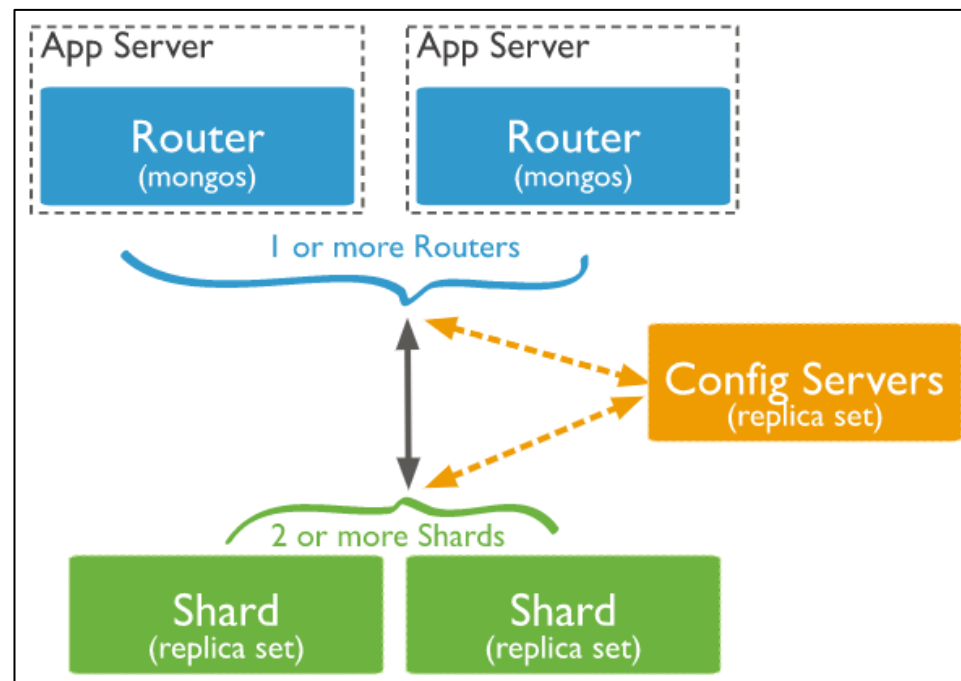 App Server
App Server
Router
(mongos)
Router
(mongos)
1 or more Routers
Config Servers
(replica set)
2 or more Shards
Shard
(replica set)
Shard
(replica set)